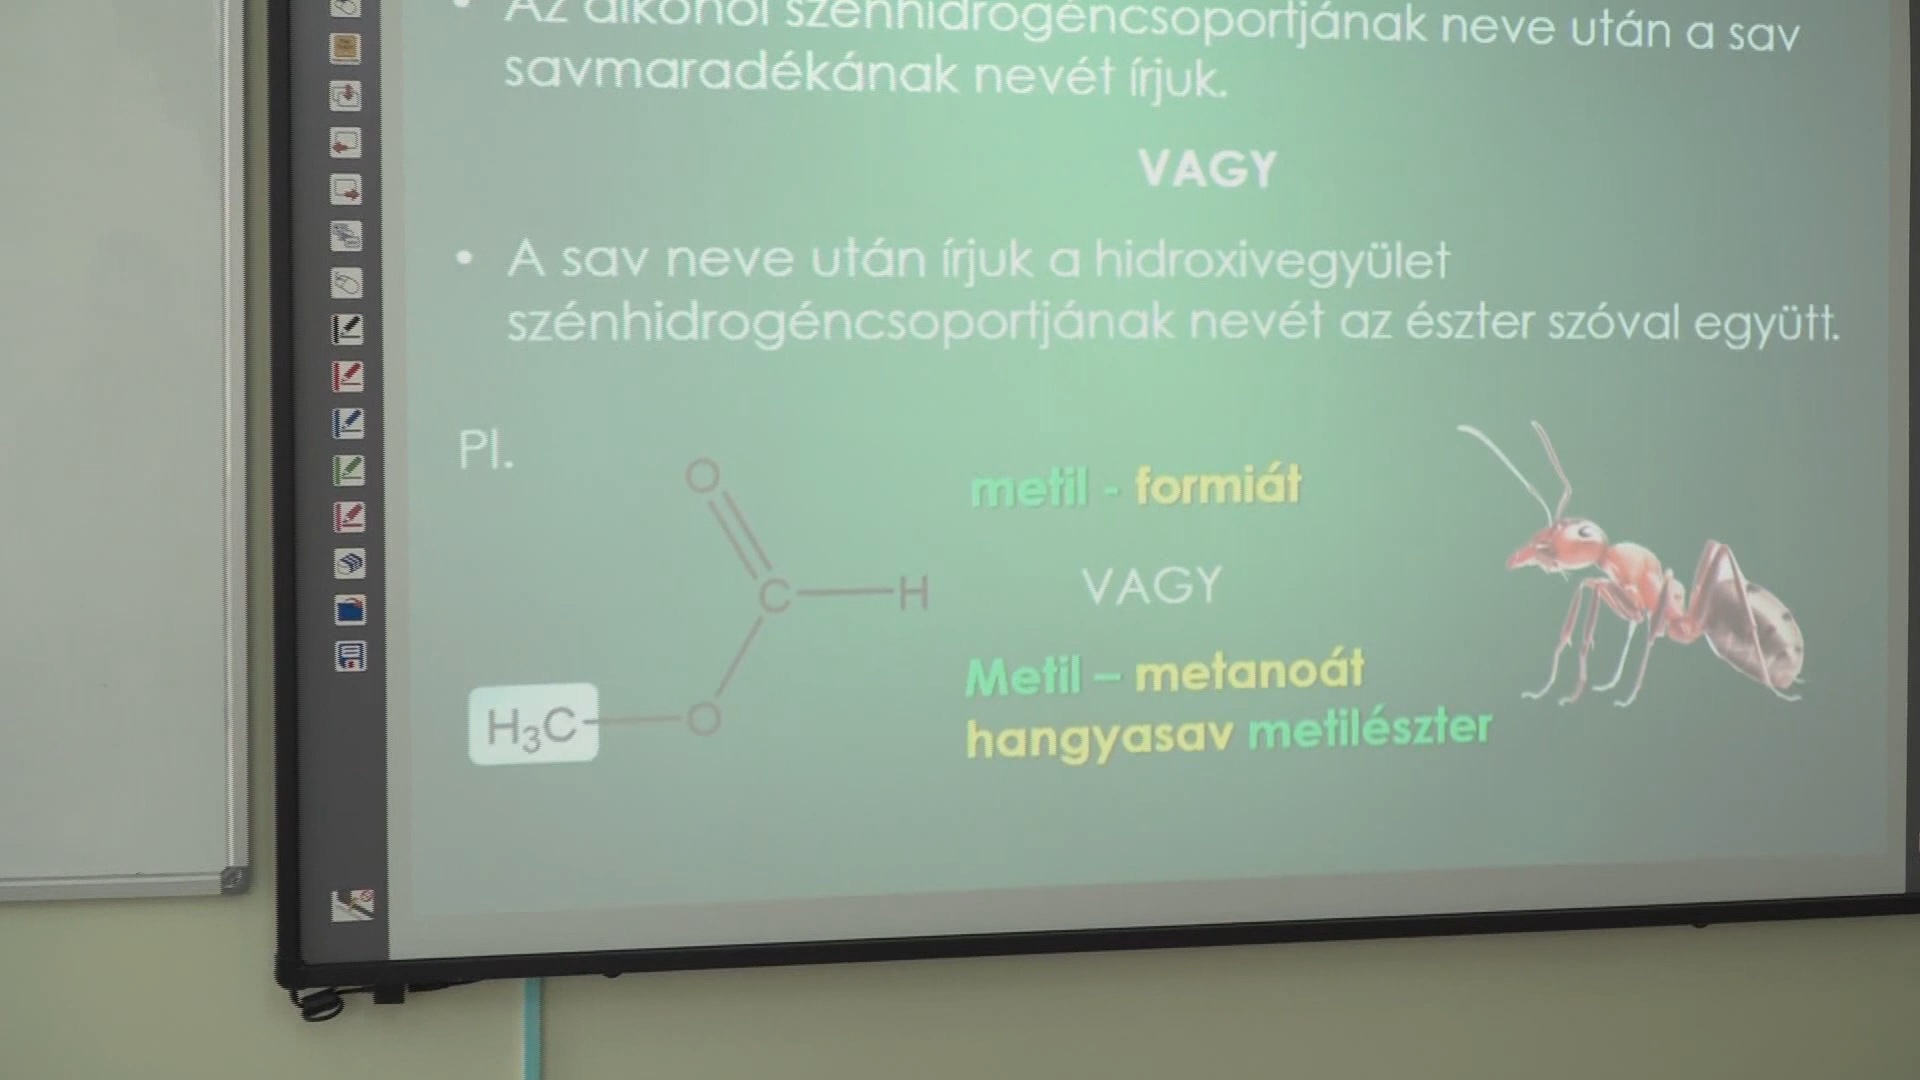 • Az alkohol szénhidrogéncsoportjának neve után a sav
savmaradékának nevét írjuk.
VAGY
• A sav neve után írjuk a hidroxivegyület
szénhidrogéncsoportjának nevét az észter szóval együtt.
Pl.
O
metil - formiát
C H
VAGY
Metil – metanoát
H₃C O
hangyasav metilészter